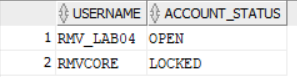 USERNAME ACCOUNT_STATUS
1 RMV_LAB04 OPEN
2 RMVCORE LOCKED